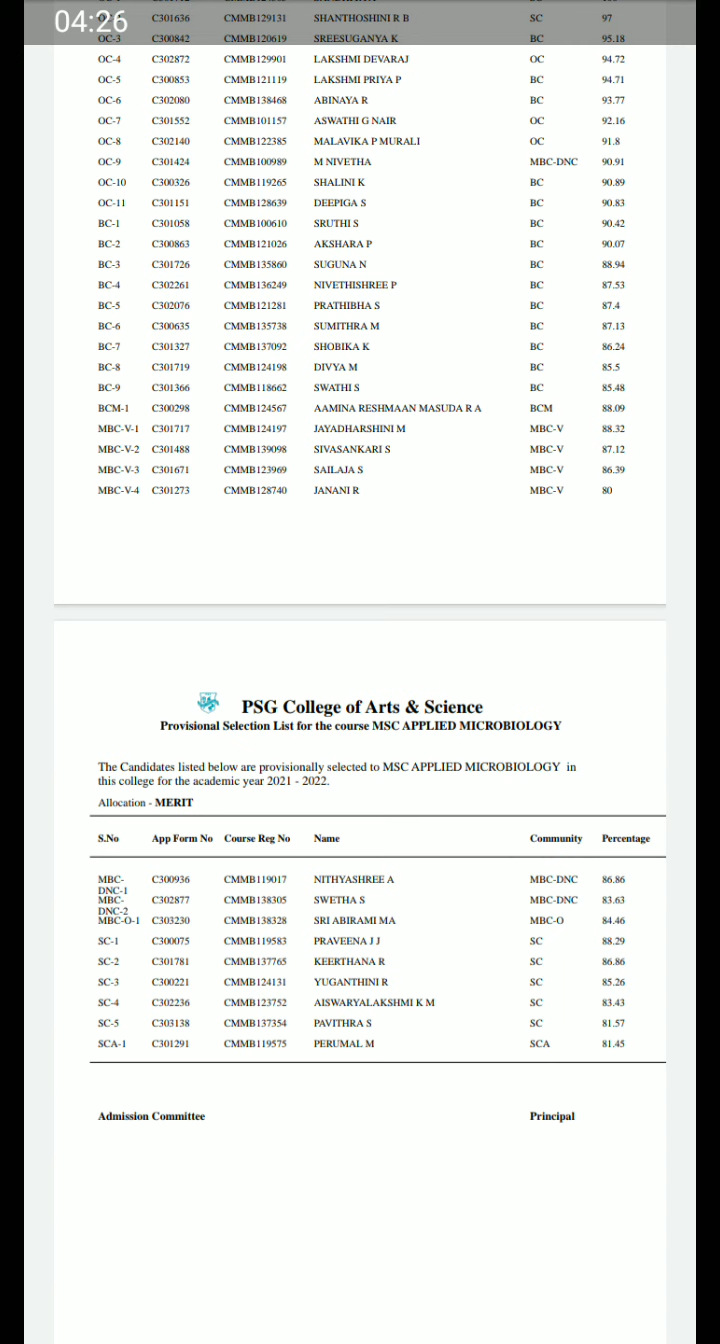 04:26
C301636 CMMB129131 SHANTHOSHINI R B SC 97
OC-3 C300842 CMMB120619 SREESUGANYA K BC 95.18
OC-4 C302872 CMMB129901 LAKSHMI DEVARAJ OC 94.72
OC-5 C300853 CMMB121119 LAKSHMI PRIYA P BC 94.71
OC-6 C302080 CMMB138468 ABINAYA R BC 93.77
OC-7 C301552 CMMB101157 ASWATHI G NAIR OC 92.16
OC-8 C302140 CMMB122385 MALAVIKA P MURALI OC 91.8
OC-9 C301424 CMMB100989 M NIVETHA MBC-DNC 90.91
OC-10 C300326 CMMB119265 SHALINI K BC 90.89
OC-11 C301151 CMMB128639 DEEPIGA S BC 90.83
BC-1 C301058 CMMB100610 SRUTHI S BC 90.42
BC-2 C300863 CMMB121026 AKSHARA P BC 90.07
BC-3 C301726 CMMB135860 SUGUNA N BC 88.94
BC-4 C302261 CMMB136249 NIVETHISHREE P BC 87.53
BC-5 C302076 CMMB121281 PRATHIBHA S BC 87.4
BC-6 C300635 CMMB135738 SUMITHRA M BC 87.13
BC-7 C301327 CMMB137092 SHOBIKA K BC 86.24
BC-8 C301719 CMMB124198 DIVYA M BC 85.5
BC-9 C301366 CMMB118662 SWATHI S BC 85.48
BCM-1 C300298 CMMB124567 AAMINA RESHMAAN MASUDA R A BCM 88.09
MBC-V-1 C301717 CMMB124197 JAYADHARSHINI M MBC-V 88.32
MBC-V-2 C301488 CMMB139098 SIVASANKARI S MBC-V 87.12
MBC-V-3 C301671 CMMB123969 SAILAJA S MBC-V 86.39
MBC-V-4 C301273 CMMB128740 JANANI R MBC-V 80
PSG College of Arts & Science
Provisional Selection List for the course MSC APPLIED MICROBIOLOGY
The Candidates listed below are provisionally selected to MSC APPLIED MICROBIOLOGY in
this college for the academic year 2021 - 2022.
Allocation - MERIT
S.No App Form No Course Reg No Name Community Percentage
MBC- C300936 CMMB119017 NITHYASHREE A MBC-DNC 86.86
DNC-1
MBC- C302877 CMMB138305 SWETHA S MBC-DNC 83.63
DNC-2
MBC-O-1 C303230 CMMB138328 SRI ABIRAMI MA MBC-O 84.46
SC-1 C300075 CMMB119583 PRAVEENA J J SC 88.29
SC-2 C301781 CMMB137765 KEERTHANA R SC 86.86
SC-3 C300221 CMMB124131 YUGANTHINI R SC 85.26
SC-4 C302236 CMMB123752 AISWARYALAKSHMI K M SC 83.43
SC-5 C303138 CMMB137354 PAVITHRA S SC 81.57
SCA-1 C301291 CMMB119575 PERUMAL M SCA 81.45
Admission Committee Principal